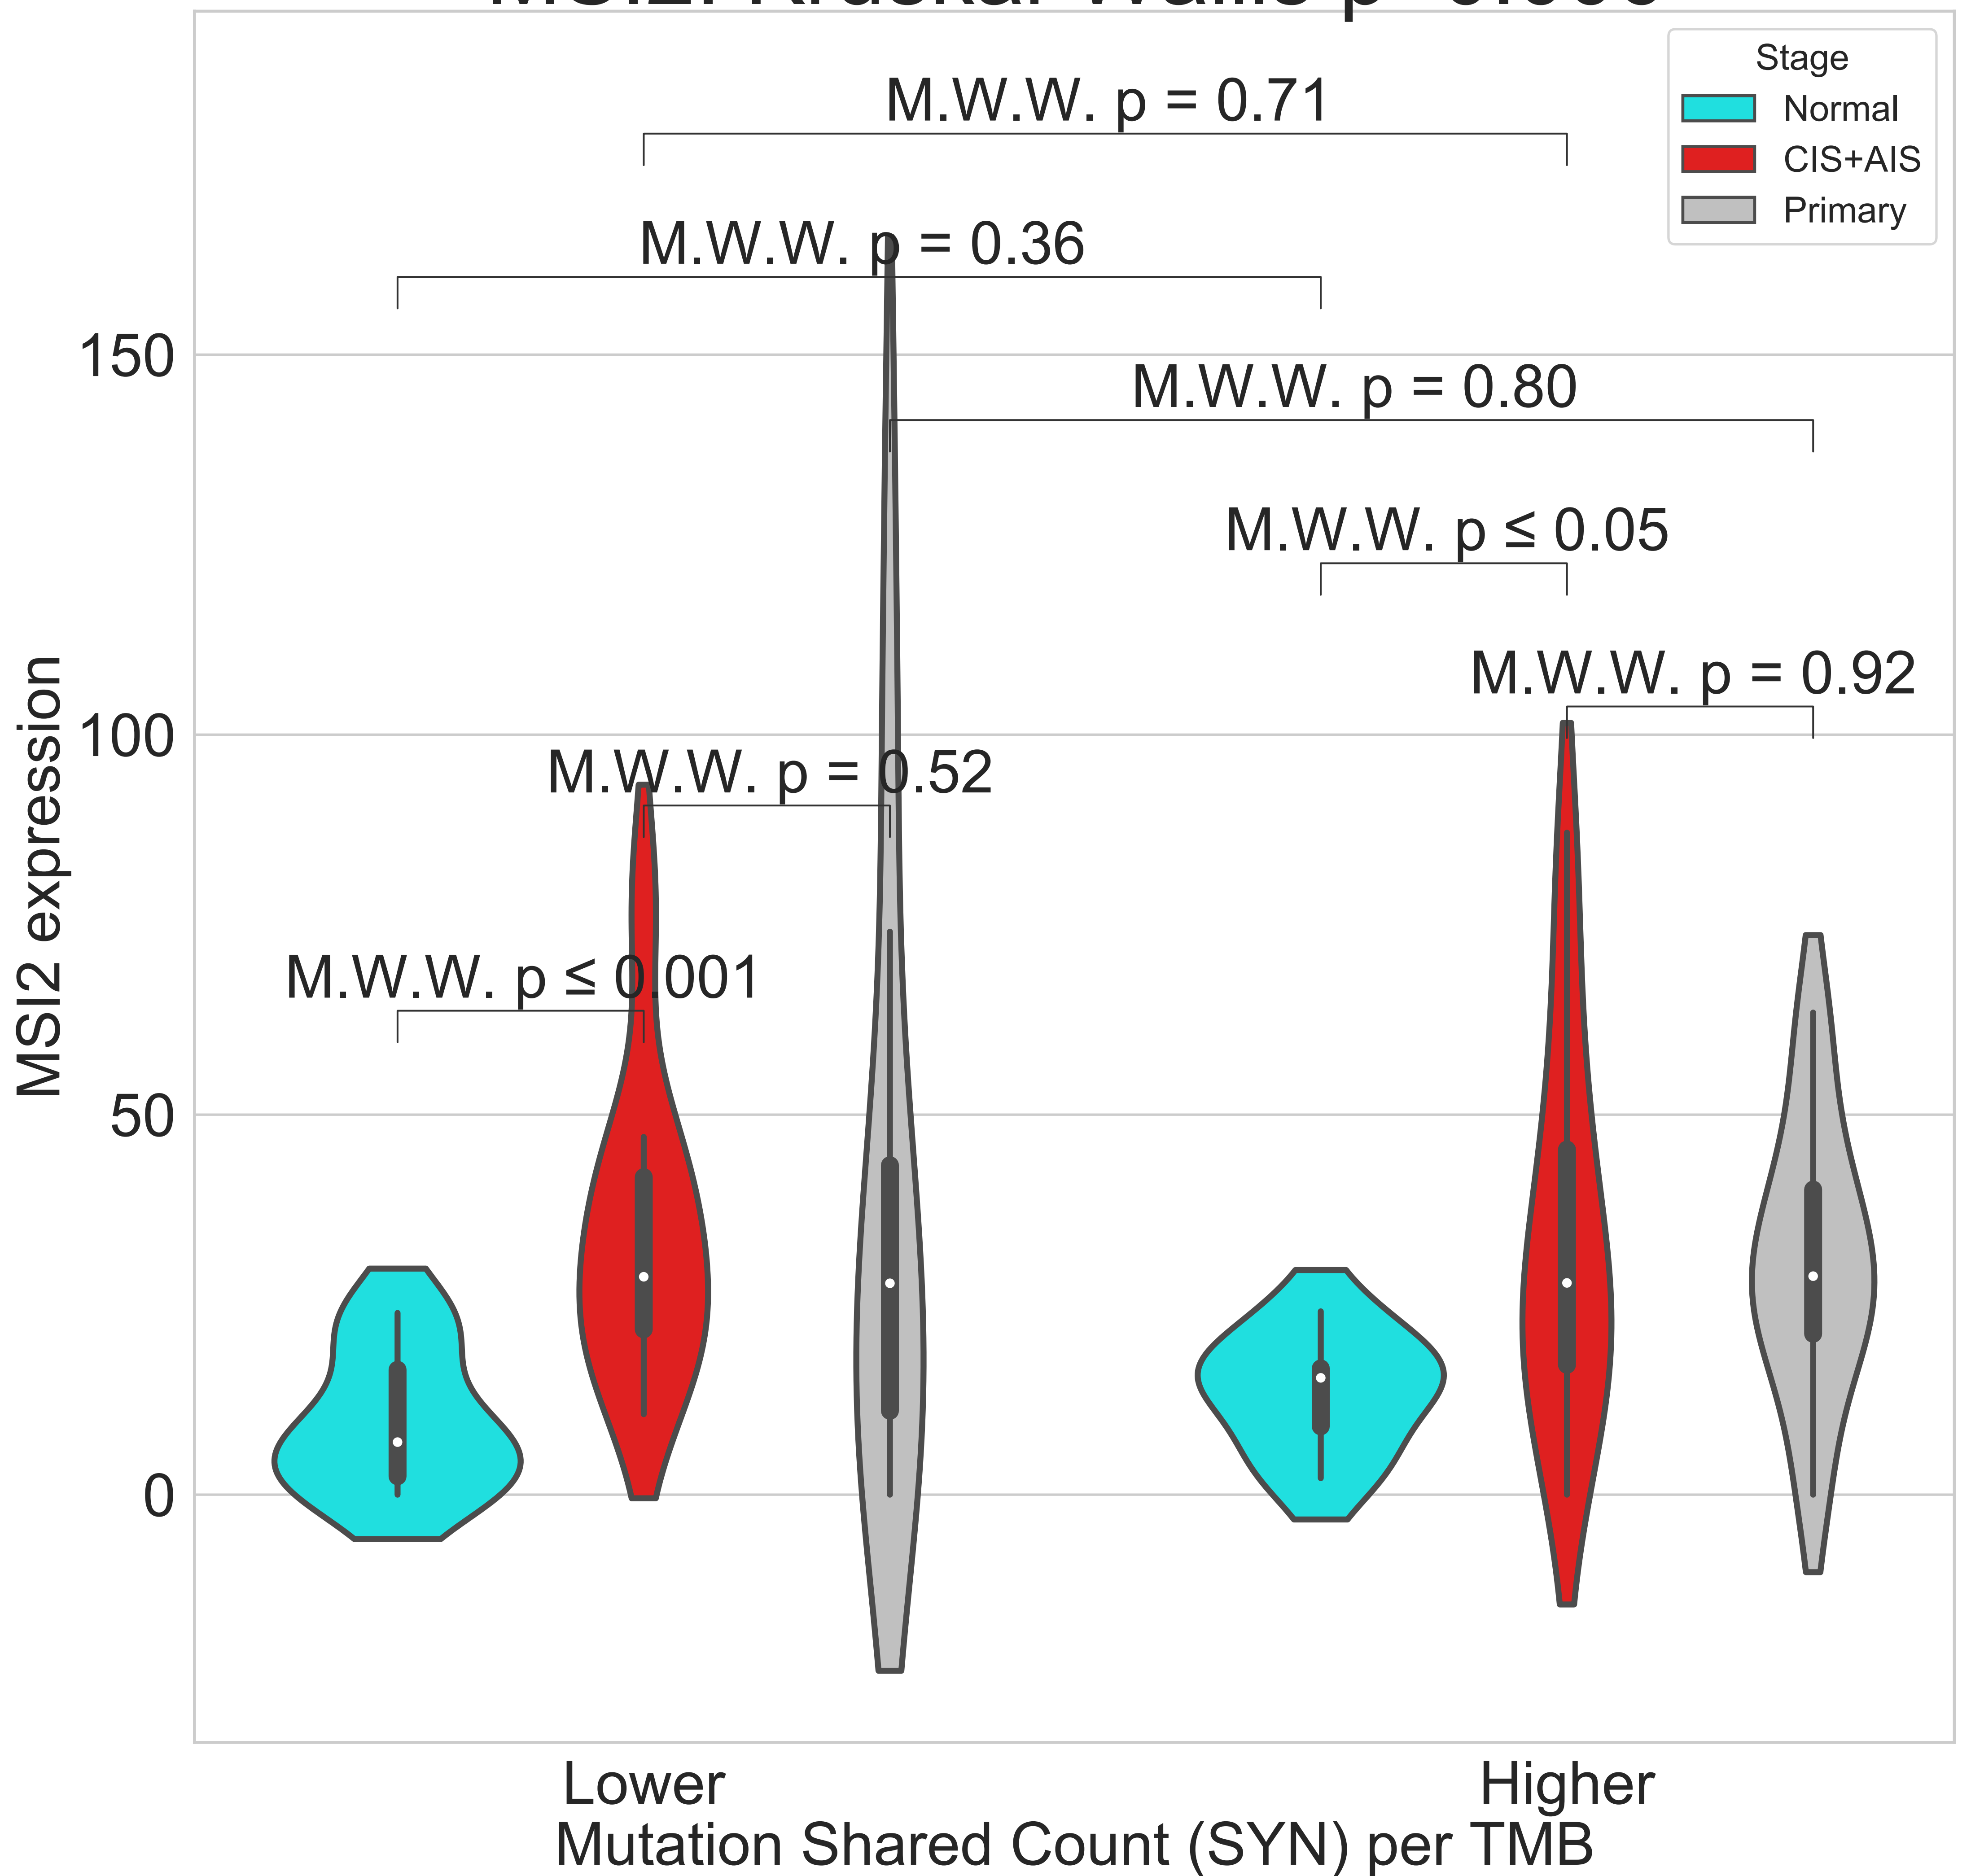 Stage
Normal
CIS+AIS
Primary
M.W.W. p = 0.71
M.W.W. p = 0.36
150
M.W.W. p = 0.80
M.W.W. p ≤ 0.05
M.W.W. p = 0.92
100
M.W.W. p = 0.52
M.W.W. p ≤ 0.001
MSI2 expression
50
0
Lower
Higher
Mutation Shared Count (SYN) per TMB